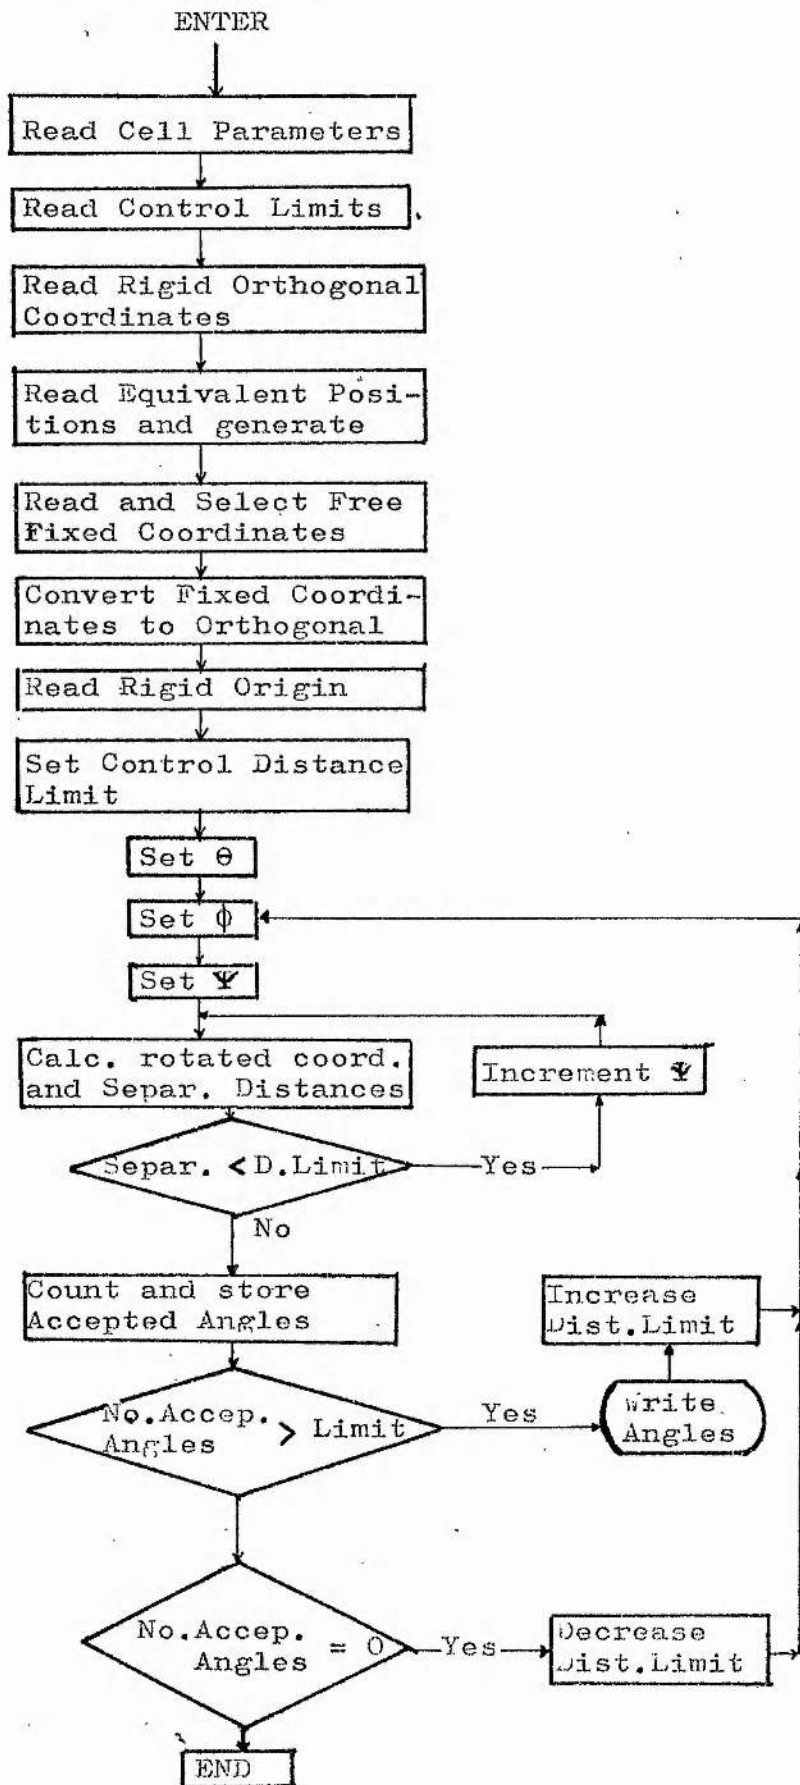 ENTER
Read Cell Parameters
Read Control Limits
Read Rigid Orthogonal
Coordinates
Read Equivalent Posi-
tions and generate
Read and Select Free
Fixed Coordinates
Convert Fixed Coordi-
nates to Orthogonal
Read Rigid Origin
Set Control Distance
Limit
Set Θ
Set ϕ
Set Ψ
Calc. rotated coord.
and Separ. Distances
Increment Ψ
Separ. < D.Limit
Yes
No
Count and store
Accepted Angles
Increase
Dist.Limit
No.Accep.
Angles > Limit
Yes
Write
Angles
No.Accep.
Angles = 0
Yes
Decrease
Dist.Limit
END